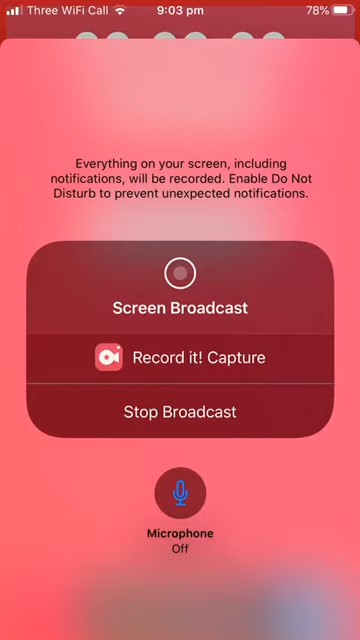 Three WiFi Call 9:03 pm 78%
Everything on your screen, including
notifications, will be recorded. Enable Do Not
Disturb to prevent unexpected notifications.
Screen Broadcast
Record it! Capture
Stop Broadcast
Microphone
Off